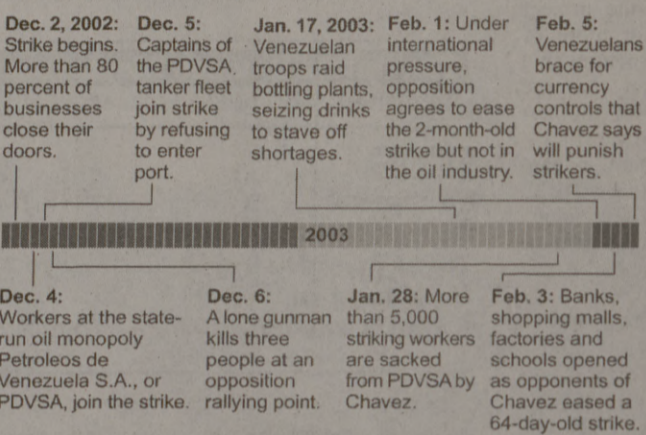 Dec. 2, 2002:
Strike begins.
More than 80
percent of
businesses
close their
doors.
Dec. 5:
Captains of
the PDVSA
tanker fleet
join strike
by refusing
to enter
port.
Jan. 17, 2003:
Venezuelan
troops raid
bottling plants,
seizing drinks
to stave off
shortages.
Feb. 1: Under
international
pressure,
opposition
agrees to ease
the 2-month-old
strike but not in
the oil industry.
Feb. 5:
Venezuelans
brace for
currency
controls that
Chavez says
will punish
strikers.
2003
Dec. 4:
Workers at the state-
run oil monopoly
Petroleos de
Venezuela S.A., or
PDVSA, join the strike.
Dec. 6:
A lone gunman
kills three
people at an
opposition
rallying point.
Jan. 28: More
than 5,000
striking workers
are sacked
from PDVSA by
Chavez.
Feb. 3: Banks,
shopping malls,
factories and
schools opened
as opponents of
Chavez eased a
64-day-old strike.